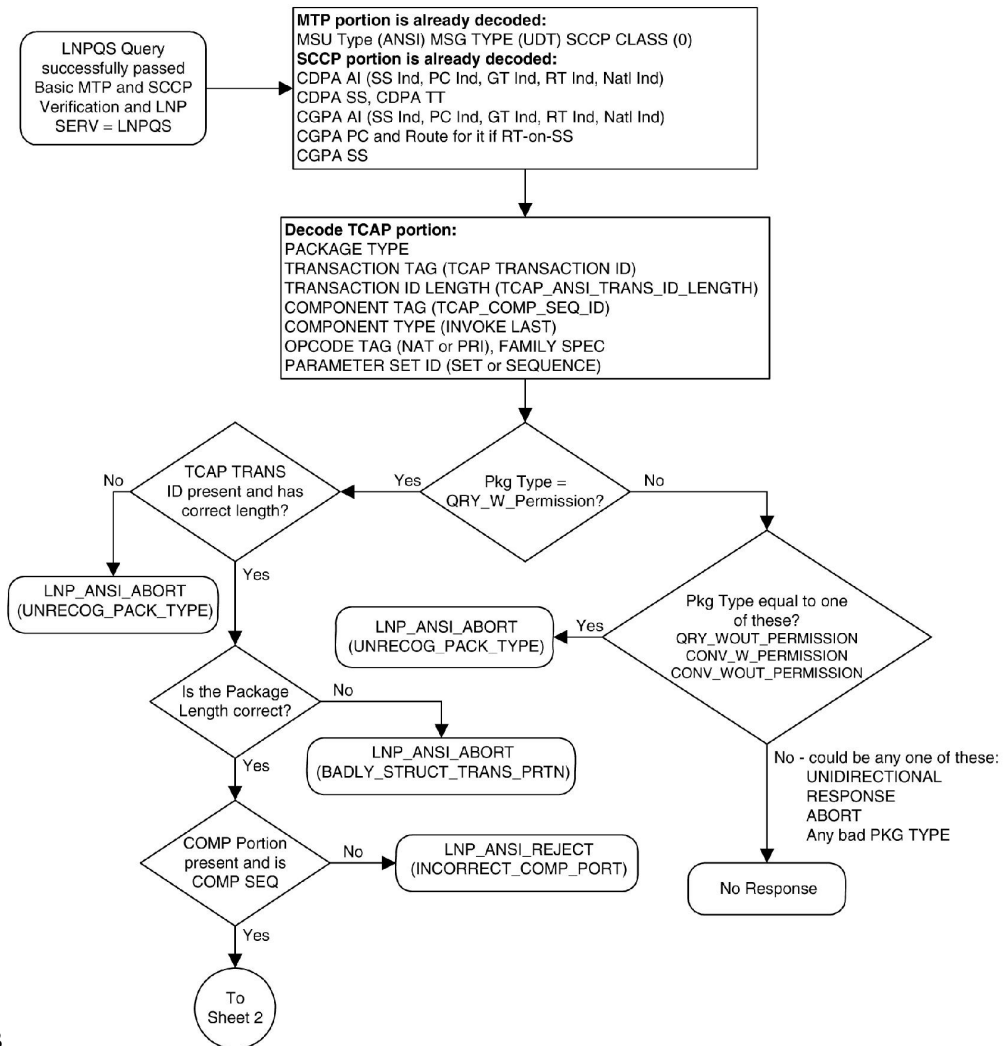 LNPQS Query
successfully passed
Basic MTP and SCCP
Verification and LNP
SERV = LNPQS
MTP portion is already decoded:
MSU Type (ANSI) MSG TYPE (UDT) SCCP CLASS (0)
SCCP portion is already decoded:
CDPA AI (SS Ind, PC Ind, GT Ind, RT Ind, Natl Ind)
CDPA SS, CDPA TT
CGPA AI (SS Ind, PC Ind, GT Ind, RT Ind, Natl Ind)
CGPA PC and Route for it if RT-on-SS
CGPA SS
Decode TCAP portion:
PACKAGE TYPE
TRANSACTION TAG (TCAP TRANSACTION ID)
TRANSACTION ID LENGTH (TCAP_ANSI_TRANS_ID_LENGTH)
COMPONENT TAG (TCAP_COMP_SEQ_ID)
COMPONENT TYPE (INVOKE LAST)
OPCODE TAG (NAT or PRI), FAMILY SPEC
PARAMETER SET ID (SET or SEQUENCE)
Pkg Type =
QRY_W_Permission?
Yes
No
TCAP TRANS
ID present and has
correct length?
No
Yes
LNP_ANSI_ABORT
(UNRECOG_PACK_TYPE)
Pkg Type equal to one
of these?
QRY_WOUT_PERMISSION
CONV_W_PERMISSION
CONV_WOUT_PERMISSION
Yes
LNP_ANSI_ABORT
(UNRECOG_PACK_TYPE)
Is the Package
Length correct?
No
Yes
LNP_ANSI_ABORT
(BADLY_STRUCT_TRANS_PRTN)
No - could be any one of these:
UNIDIRECTIONAL
RESPONSE
ABORT
Any bad PKG TYPE
No Response
COMP Portion
present and is
COMP SEQ
No
Yes
LNP_ANSI_REJECT
(INCORRECT_COMP_PORT)
To
Sheet 2